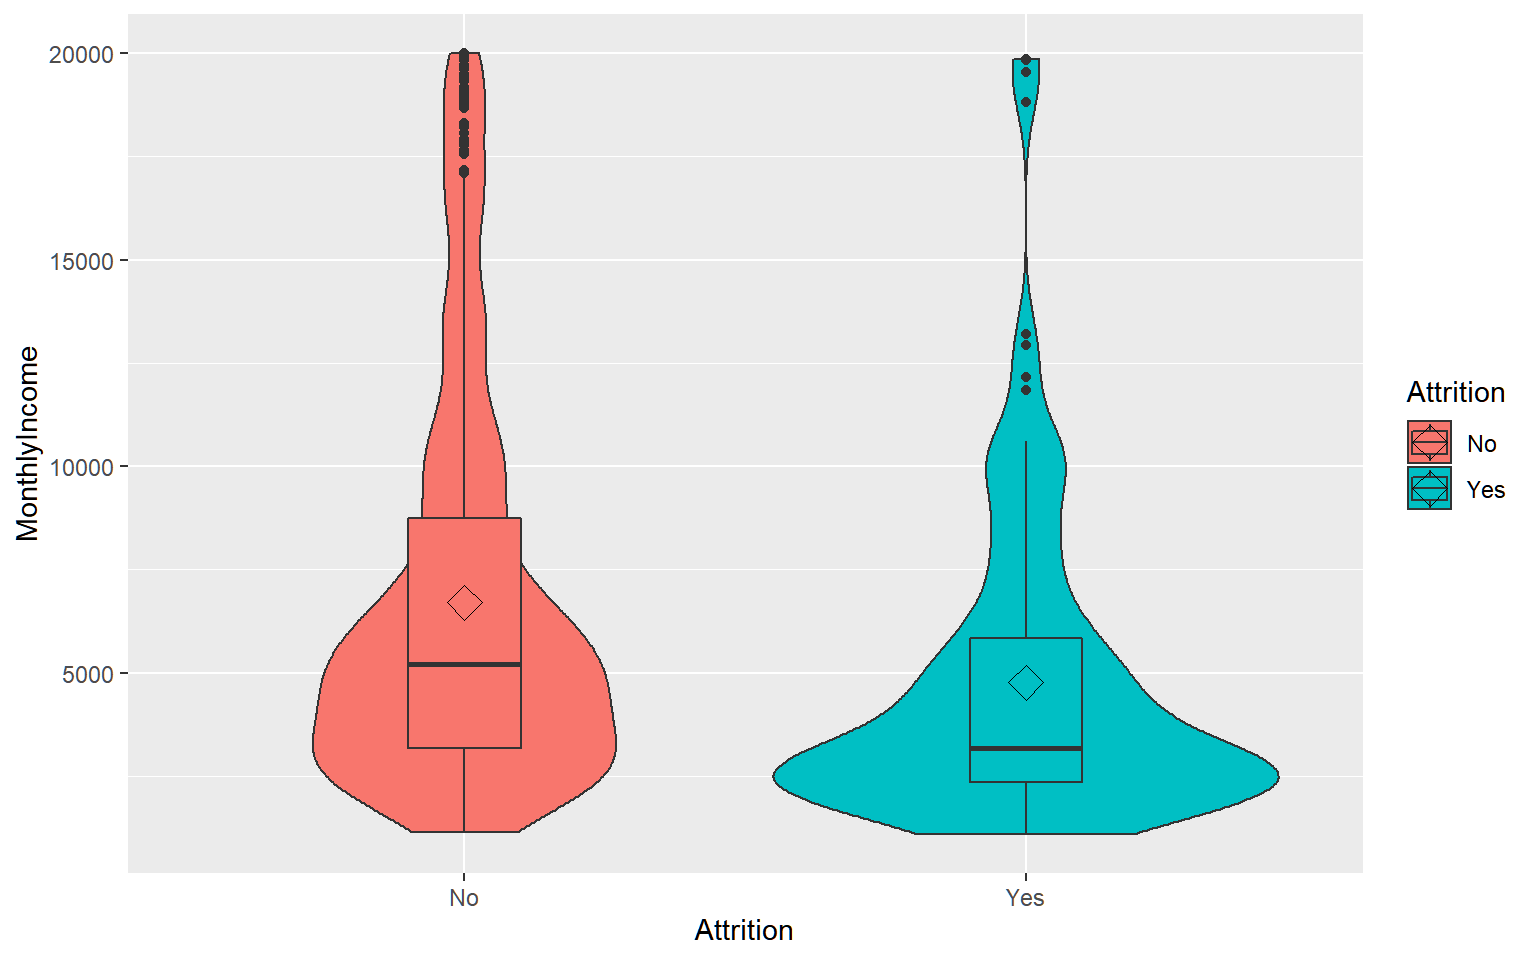 20000
15000
10000
5000
MonthlyIncome
No
Yes
Attrition
Attrition
No
Yes